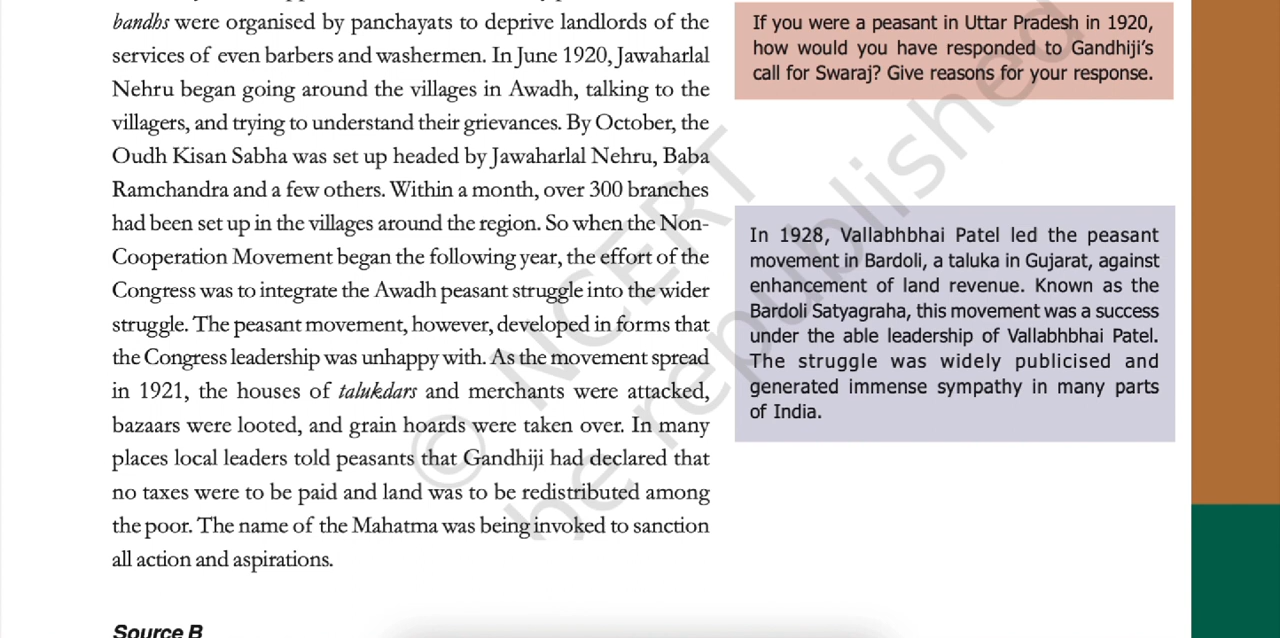 bandhs were organised by panchayats to deprive landlords of the
services of even barbers and washermen. In June 1920, Jawaharlal
Nehru began going around the villages in Awadh, talking to the
villagers, and trying to understand their grievances. By October, the
Oudh Kisan Sabha was set up headed by Jawaharlal Nehru, Baba
Ramchandra and a few others. Within a month, over 300 branches
had been set up in the villages around the region. So when the Non-
Cooperation Movement began the following year, the effort of the
Congress was to integrate the Awadh peasant struggle into the wider
struggle. The peasant movement, however, developed in forms that
the Congress leadership was unhappy with. As the movement spread
in 1921, the houses of talukdars and merchants were attacked,
bazaars were looted, and grain hoards were taken over. In many
places local leaders told peasants that Gandhiji had declared that
no taxes were to be paid and land was to be redistributed among
the poor. The name of the Mahatma was being invoked to sanction
all action and aspirations.
Source B
If you were a peasant in Uttar Pradesh in 1920,
how would you have responded to Gandhiji's
call for Swaraj? Give reasons for your response.
In 1928, Vallabhbhai Patel led the peasant
movement in Bardoli, a taluka in Gujarat, against
enhancement of land revenue. Known as the
Bardoli Satyagraha, this movement was a success
under the able leadership of Vallabhbhai Patel.
The struggle was widely publicised and
generated immense sympathy in many parts
of India.
© NCERT
be republished